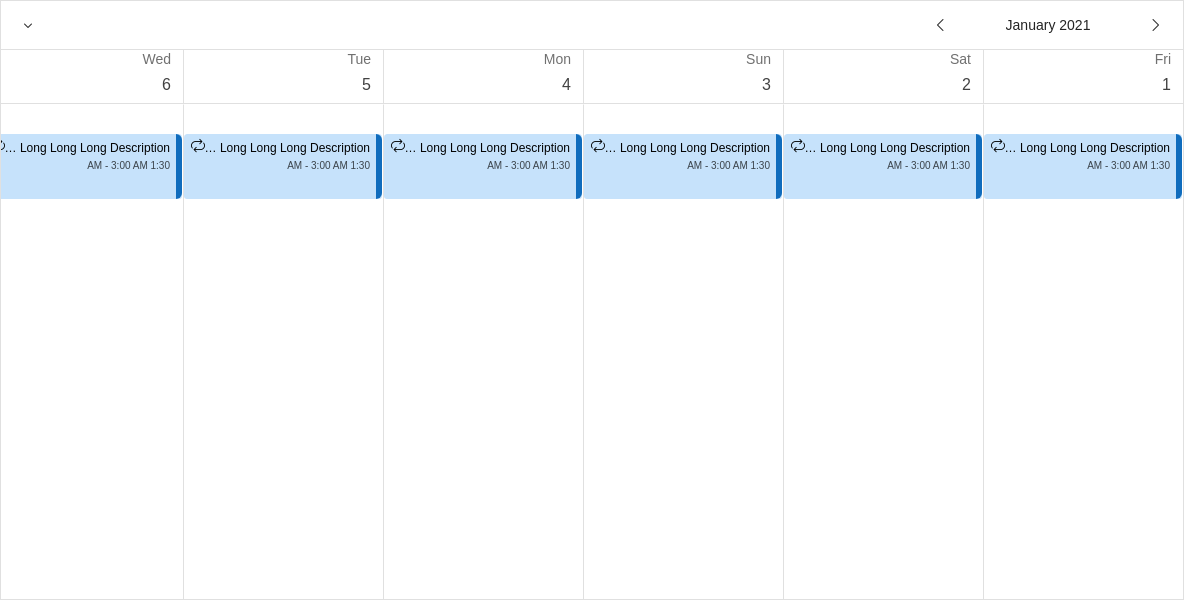 January 2021
Fri
1
Sat
2
Sun
3
Mon
4
Tue
5
Wed
6
Long Long Long Description …
AM - 3:00 AM 1:30
Long Long Long Description …
AM - 3:00 AM 1:30
Long Long Long Description …
AM - 3:00 AM 1:30
Long Long Long Description …
AM - 3:00 AM 1:30
Long Long Long Description …
AM - 3:00 AM 1:30
Long Long Long Description …
AM - 3:00 AM 1:30